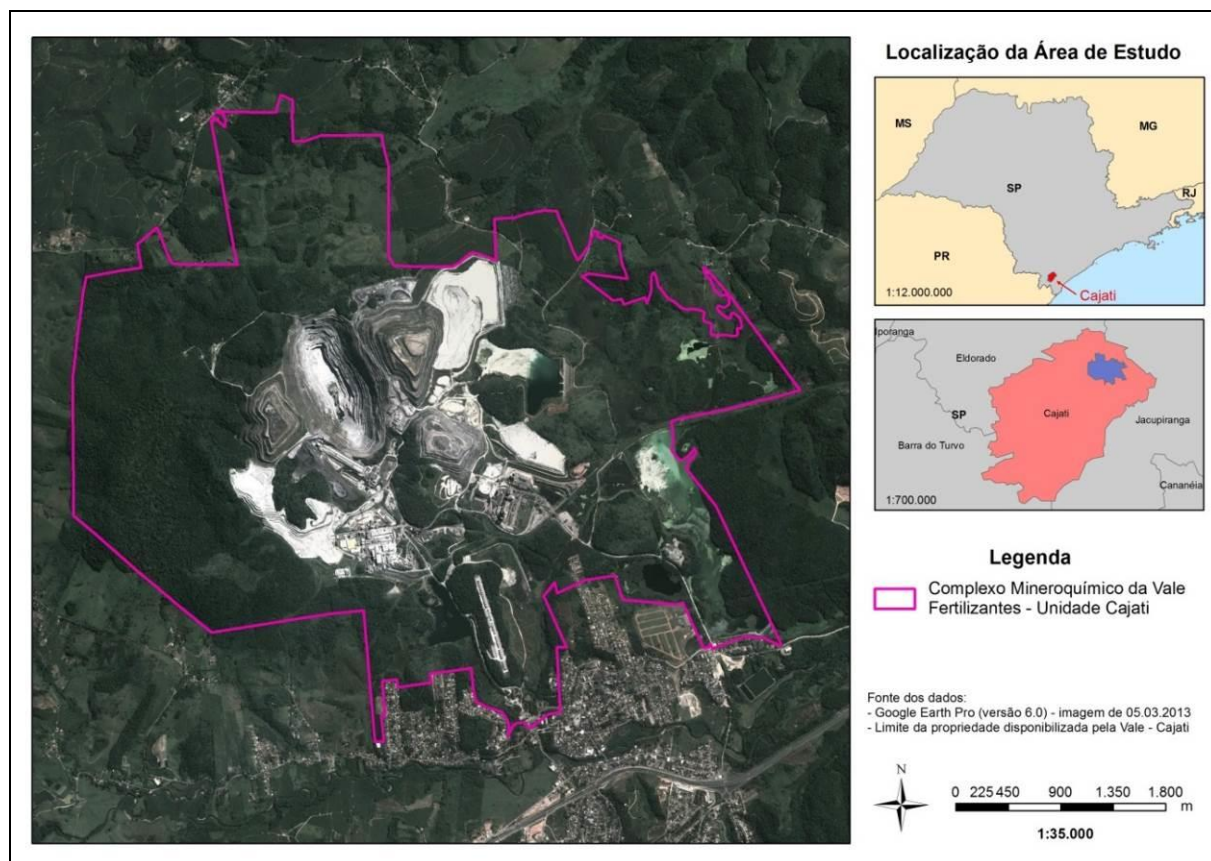 Localização da Área de Estudo
MS
MG
SP
RJ
PR
Cajati
1:12.000.000
Iporanga
Eldorado
Cajati
SP
Jacupiranga
Barra do Turvo
Cananéia
1:700.000
Legenda
Complexo Mineroquímico da Vale
Fertilizantes - Unidade Cajati
Fonte dos dados:
- Google Earth Pro (versão 6.0) - imagem de 05.03.2013
- Limite da propriedade disponibilizada pela Vale - Cajati
N
0 225 450 900 1.350 1.800
m
1:35.000